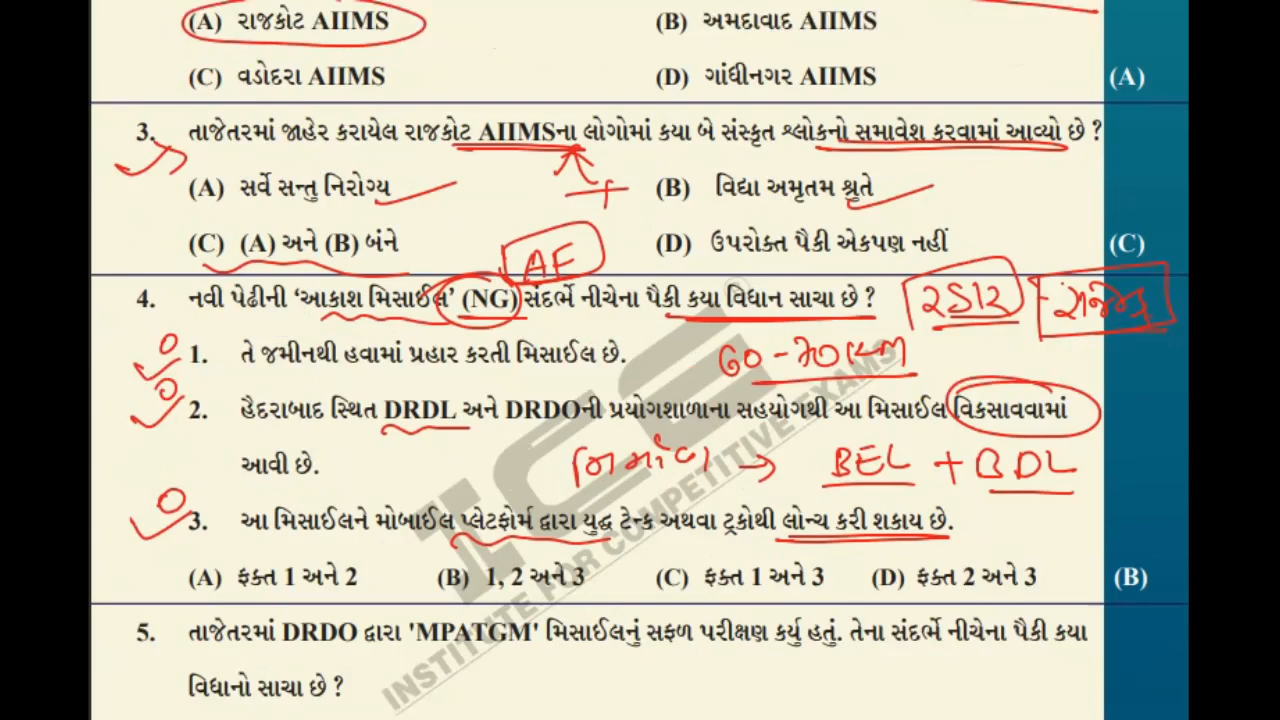 (A) રાજકોટ AIIMS (B) અમદાવાદ AIIMS
(C) વડોદરા AIIMS (D) ગાંધીનગર AIIMS (A)
3. તાજેતરમાં જાહેર કરાયેલ રાજકોટ AIIMSના લોગોમાં કયા બે સંસ્કૃત શ્લોકનો સમાવેશ કરવામાં આવ્યો છે ?
(A) સર્વે સન્તુ નિરોગ્ય (B) વિદ્યા અમૃતમ શ્રુતે
(C) (A) અને (B) બંને (D) ઉપરોક્ત પૈકી એકપણ નહીં (C)
AF
4. નવી પેઢીની ‘આકાશ મિસાઈલ’ (NG) સંદર્ભે નીચેના પૈકી કયા વિધાન સાચા છે ? રડાર
1. તે જમીનથી હવામાં પ્રહાર કરતી મિસાઈલ છે. 60 - 70 KM
2. હૈદરાબાદ સ્થિત DRDL અને DRDOની પ્રયોગશાળાના સહયોગથી આ મિસાઈલ વિકસાવવામાં
આવી છે. નિર્માણ → BEL + BDL
3. આ મિસાઈલને મોબાઈલ પ્લેટફોર્મ દ્વારા યુદ્ધ ટેન્ક અથવા ટ્રકોથી લોન્ચ કરી શકાય છે.
(A) ફક્ત 1 અને 2 (B) 1, 2 અને 3 (C) ફક્ત 1 અને 3 (D) ફક્ત 2 અને 3 (B)
5. તાજેતરમાં DRDO દ્વારા 'MPATGM' મિસાઈલનું સફળ પરીક્ષણ કર્યુ હતું. તેના સંદર્ભે નીચેના પૈકી કયા
વિધાનો સાચા છે ?
ICE
INSTITUTE FOR COMPETITIVE EXAMS